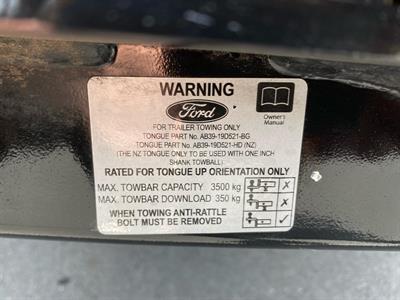 WARNING
Ford
Owner's
Manual
FOR TRAILER TOWING ONLY
TONGUE PART No. AB39-19D521-BG
TONGUE PART No. AB39-19D521-HD (NZ)
(THE NZ TONGUE ONLY TO BE USED WITH ONE INCH
SHANK TOWBALL)
RATED FOR TONGUE UP ORIENTATION ONLY
MAX. TOWBAR CAPACITY 3500 kg
MAX. TOWBAR DOWNLOAD 350 kg
WHEN TOWING ANTI-RATTLE
BOLT MUST BE REMOVED